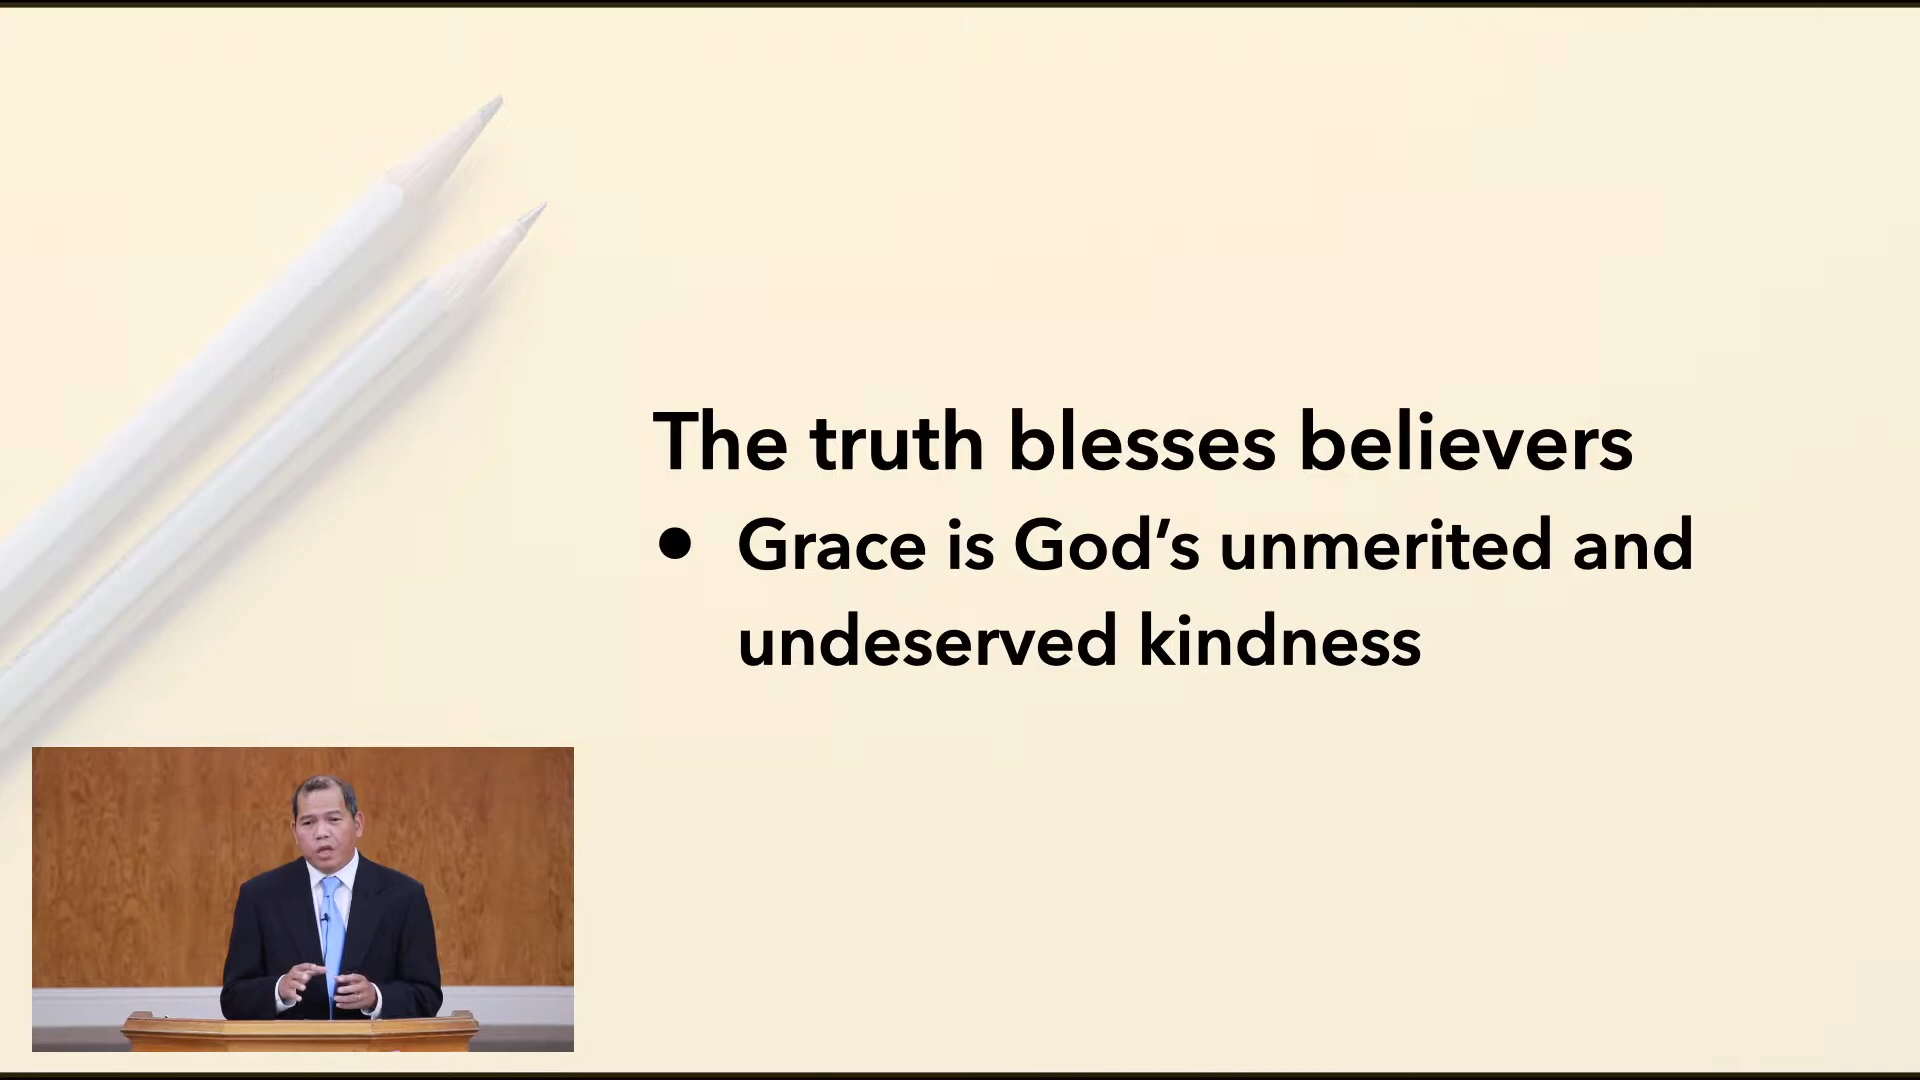 The truth blesses believers
● Grace is God’s unmerited and
undeserved kindness